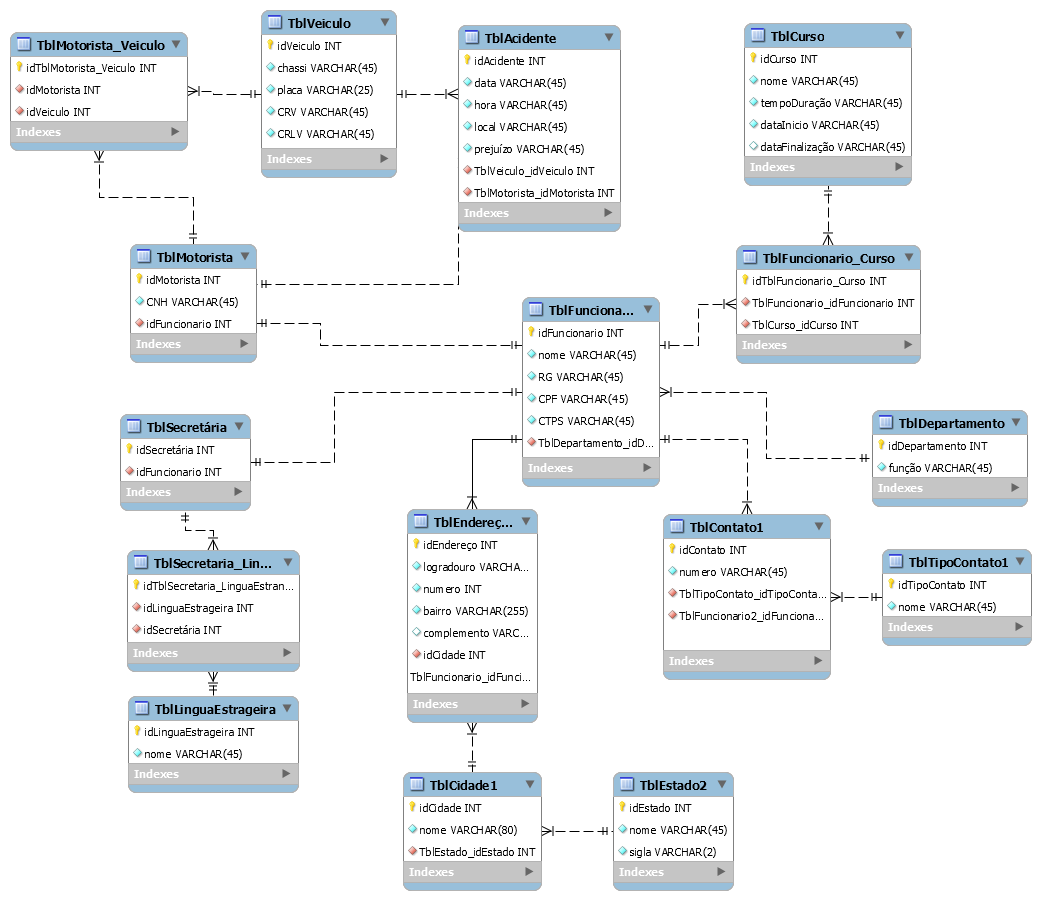 TblMotorista_Veiculo
idTblMotorista_Veiculo INT
idMotorista INT
idVeiculo INT
Indexes
TblVeiculo
idVeiculo INT
chassi VARCHAR(45)
placa VARCHAR(25)
CRV VARCHAR(45)
CRLV VARCHAR(45)
Indexes
TblAcidente
idAcidente INT
data VARCHAR(45)
hora VARCHAR(45)
local VARCHAR(45)
prejuízo VARCHAR(45)
TblVeiculo_idVeiculo INT
TblMotorista_idMotorista INT
Indexes
TblCurso
idCurso INT
nome VARCHAR(45)
tempoDuração VARCHAR(45)
dataInicio VARCHAR(45)
dataFinalização VARCHAR(45)
Indexes
TblMotorista
idMotorista INT
CNH VARCHAR(45)
idFuncionario INT
Indexes
TblFunciona...
idFuncionario INT
nome VARCHAR(45)
RG VARCHAR(45)
CPF VARCHAR(45)
CTPS VARCHAR(45)
TblDepartamento_idD...
Indexes
TblFuncionario_Curso
idTblFuncionario_Curso INT
TblFuncionario_idFuncionario INT
TblCurso_idCurso INT
Indexes
TblSecretária
idSecretária INT
idFuncionario INT
Indexes
TblDepartamento
idDepartamento INT
função VARCHAR(45)
Indexes
TblSecretaria_Lin...
idTblSecretaria_LinguaEstran...
idLinguaEstrageira INT
idSecretária INT
Indexes
TblEndereç...
idEndereço INT
logradouro VARCHA...
numero INT
bairro VARCHAR(255)
complemento VARC...
idCidade INT
TblFuncionario_idFunci...
Indexes
TblContato1
idContato INT
numero VARCHAR(45)
TblTipoContato_idTipoConta...
TblFuncionario2_idFunciona...
Indexes
TblTipoContato1
idTipoContato INT
nome VARCHAR(45)
Indexes
TblLinguaEstrageira
idLinguaEstrageira INT
nome VARCHAR(45)
Indexes
TblCidade1
idCidade INT
nome VARCHAR(80)
TblEstado_idEstado INT
Indexes
TblEstado2
idEstado INT
nome VARCHAR(45)
sigla VARCHAR(2)
Indexes